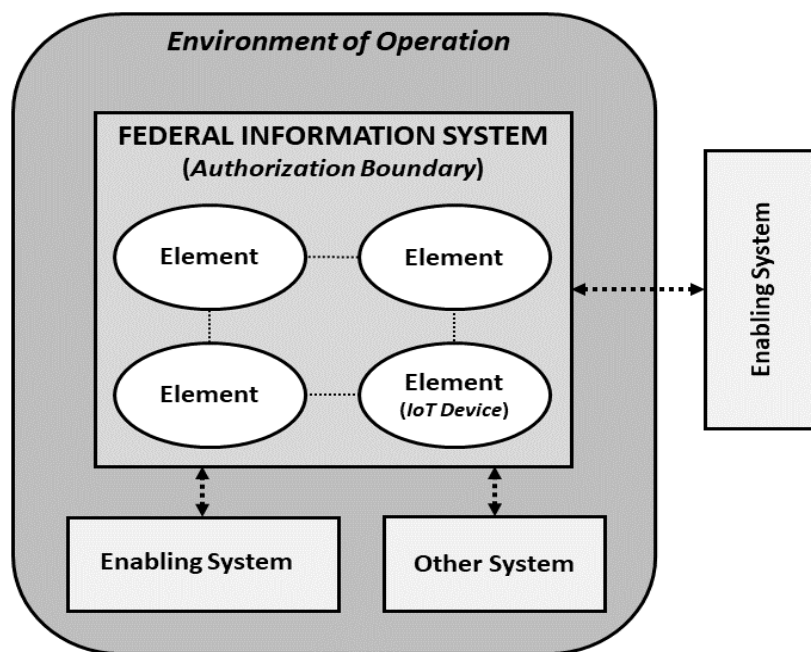 Environment of Operation
FEDERAL INFORMATION SYSTEM
(Authorization Boundary)
Element
Element
Element
Element
(IoT Device)
Enabling System
Enabling System
Other System